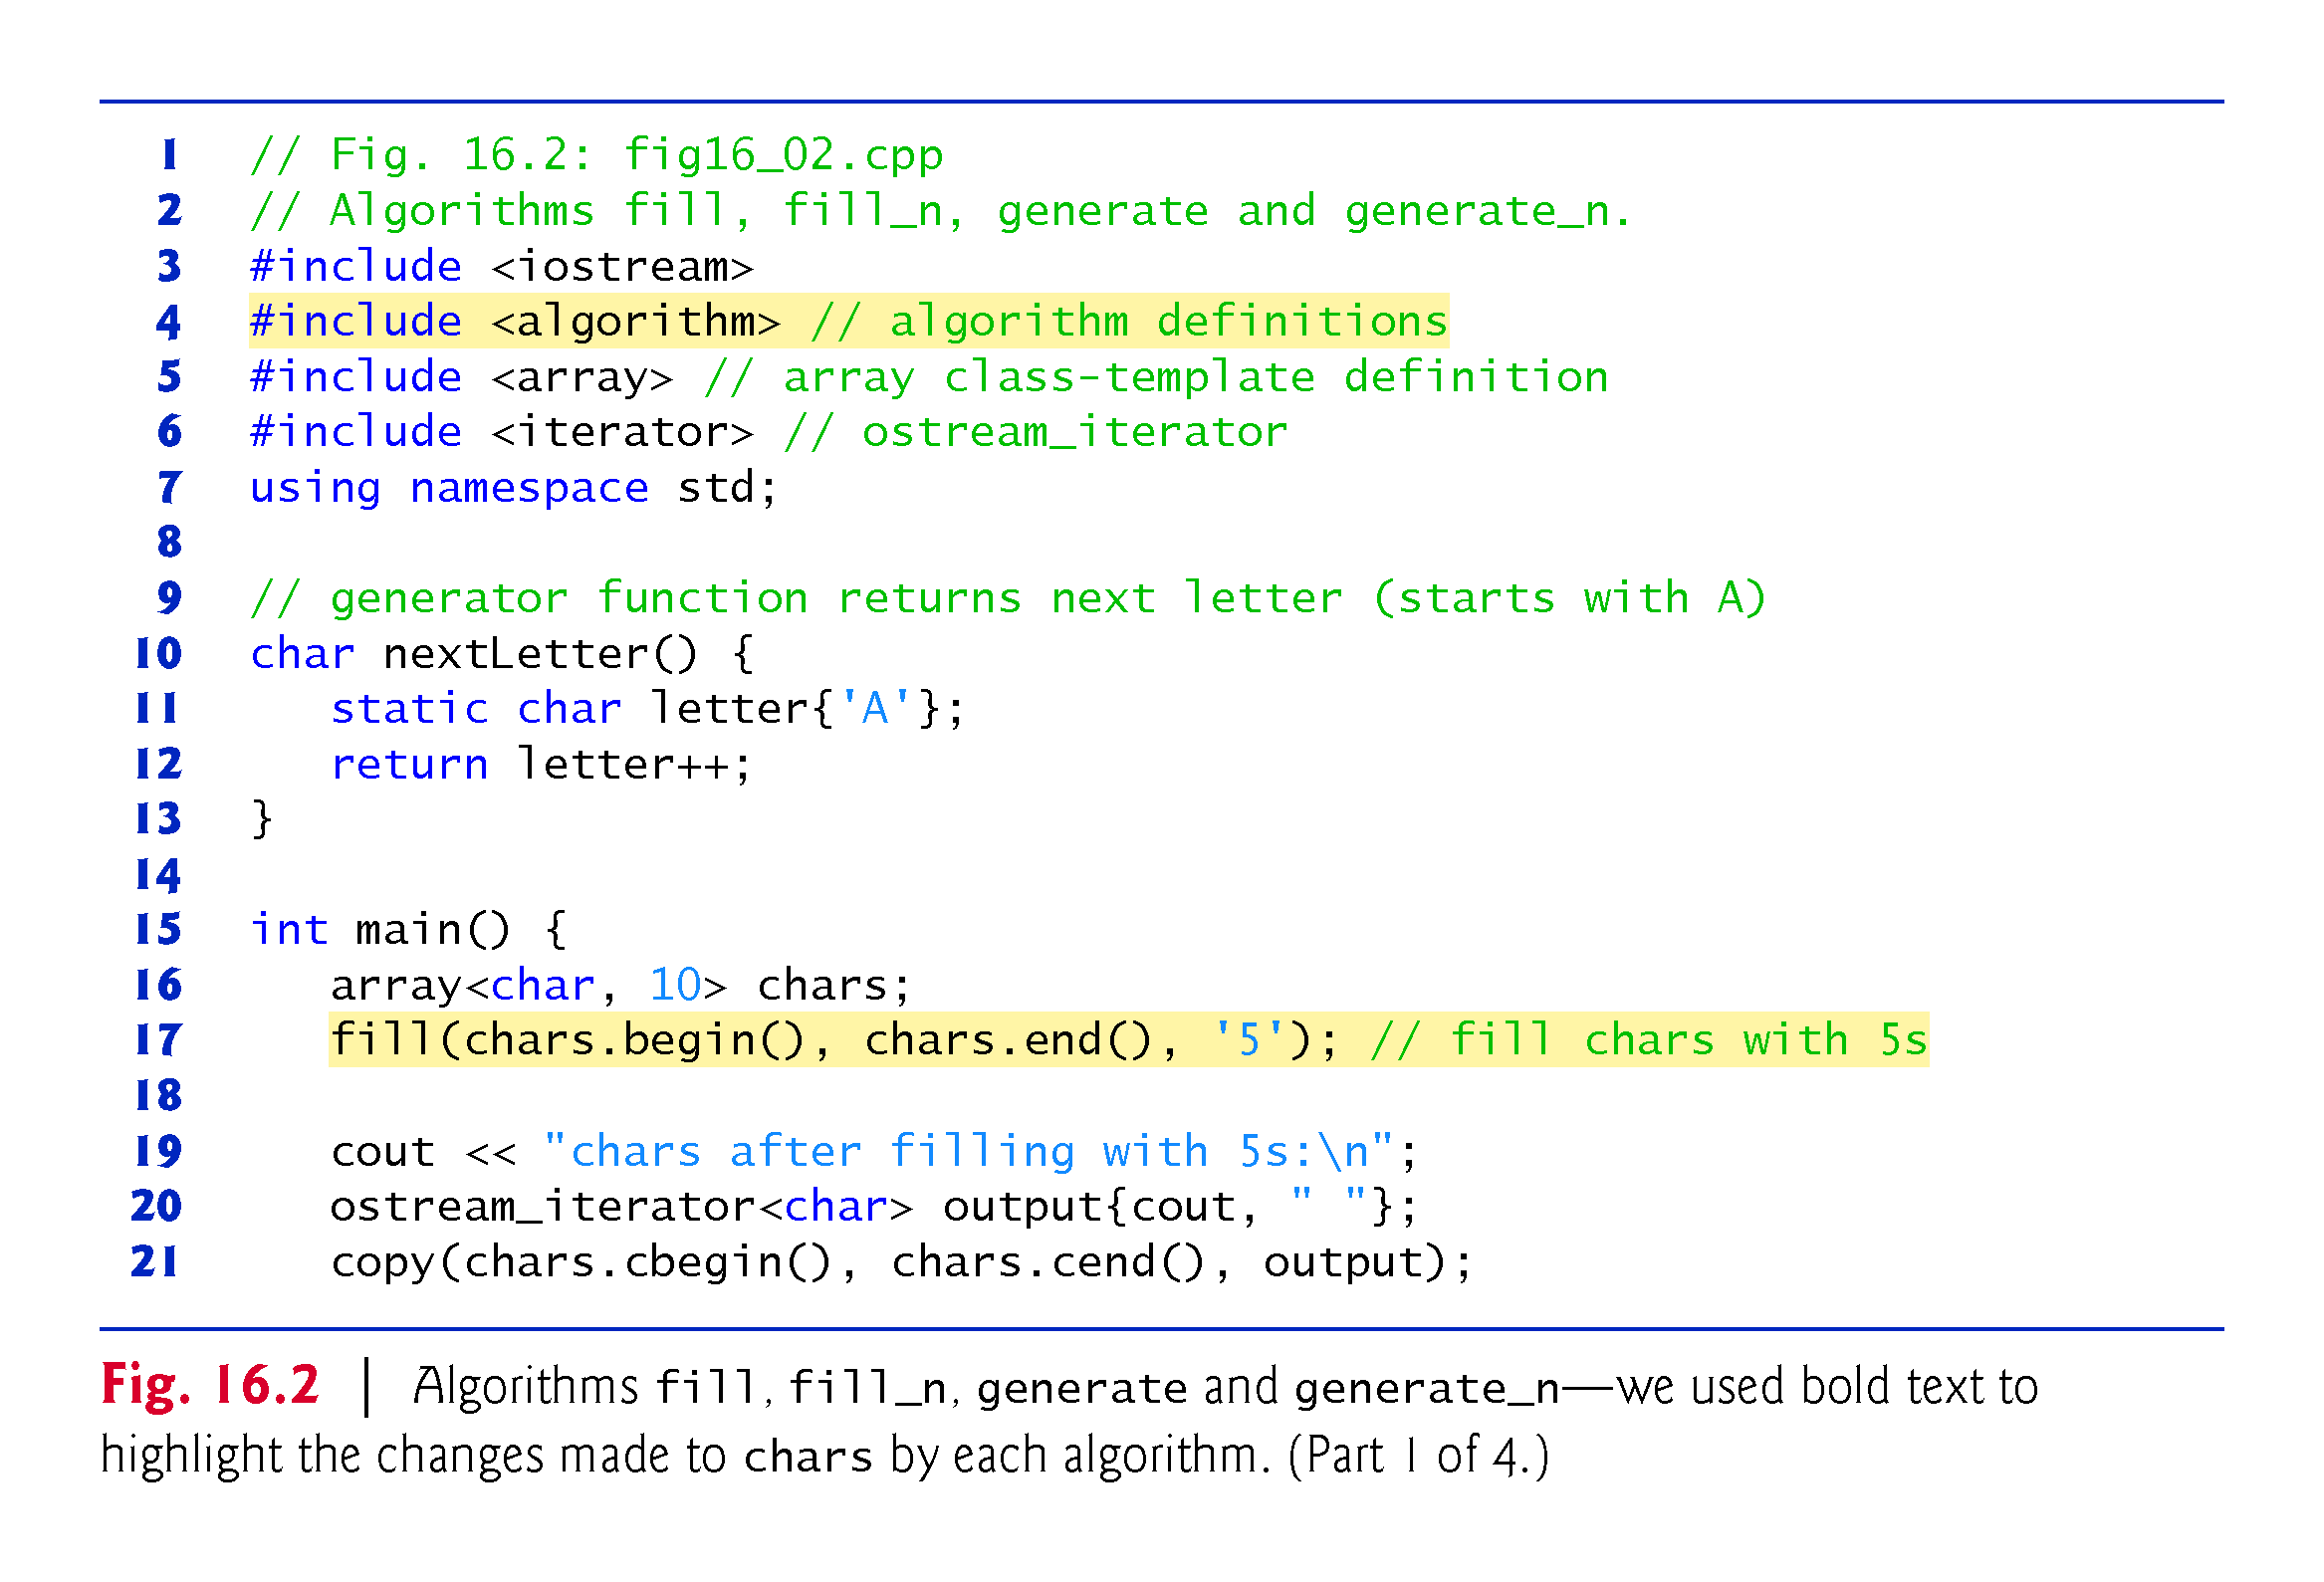 1 // Fig. 16.2: fig16_02.cpp
2 // Algorithms fill, fill_n, generate and generate_n.
3 #include <iostream>
4 #include <algorithm> // algorithm definitions
5 #include <array> // array class-template definition
6 #include <iterator> // ostream_iterator
7 using namespace std;
8
9 // generator function returns next letter (starts with A)
10 char nextLetter() {
11    static char letter{'A'};
12    return letter++;
13 }
14
15 int main() {
16    array<char, 10> chars;
17    fill(chars.begin(), chars.end(), '5'); // fill chars with 5s
18
19    cout << "chars after filling with 5s:\n";
20    ostream_iterator<char> output{cout, " "};
21    copy(chars.cbegin(), chars.cend(), output);
Fig. 16.2 | Algorithms fill, fill_n, generate and generate_n—we used bold text to
highlight the changes made to chars by each algorithm. (Part 1 of 4.)